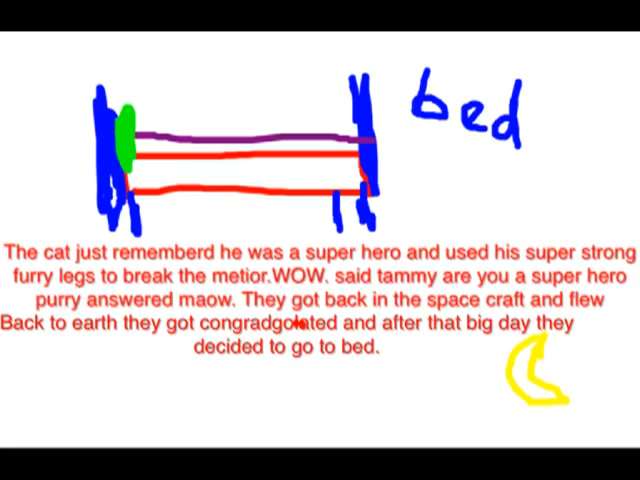 bed
The cat just rememberd he was a super hero and used his super strong
furry legs to break the metior.WOW. said tammy are you a super hero
purry answered maow. They got back in the space craft and flew
Back to earth they got congradgolated and after that big day they
decided to go to bed.